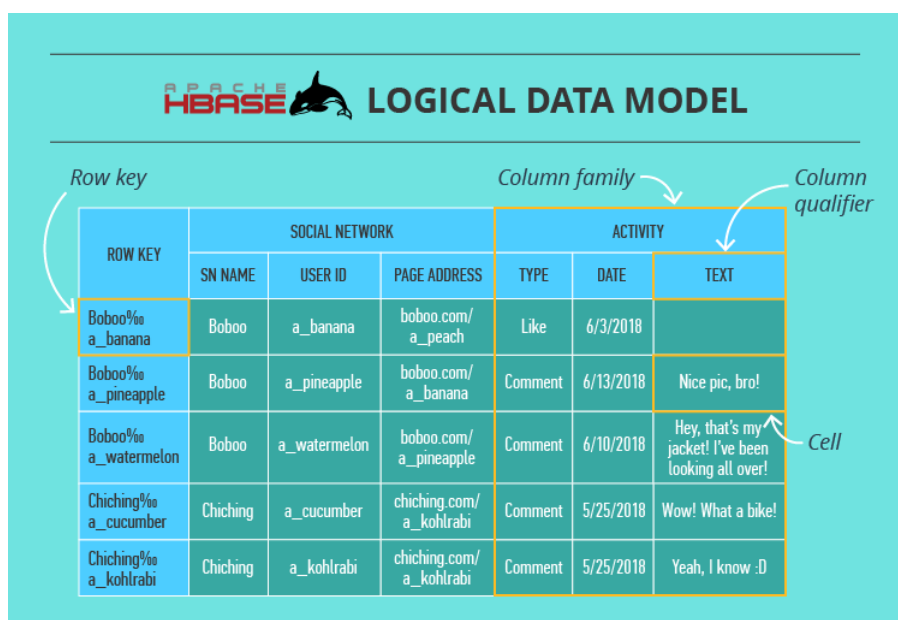 APACHE
HBASE LOGICAL DATA MODEL
Row key
Column family
Column
qualifier
ROW KEY
SOCIAL NETWORK
ACTIVITY
SN NAME
USER ID
PAGE ADDRESS
TYPE
DATE
TEXT
Boboo‰
a_banana
Boboo
a_banana
boboo.com/
a_peach
Like
6/3/2018
Boboo‰
a_pineapple
Boboo
a_pineapple
boboo.com/
a_banana
Comment
6/13/2018
Nice pic, bro!
Boboo‰
a_watermelon
Boboo
a_watermelon
boboo.com/
a_pineapple
Comment
6/10/2018
Hey, that's my
jacket! I've been
looking all over!
Cell
Chiching‰
a_cucumber
Chiching
a_cucumber
chiching.com/
a_kohlrabi
Comment
5/25/2018
Wow! What a bike!
Chiching‰
a_kohlrabi
Chiching
a_kohlrabi
chiching.com/
a_kohlrabi
Comment
5/25/2018
Yeah, I know :D